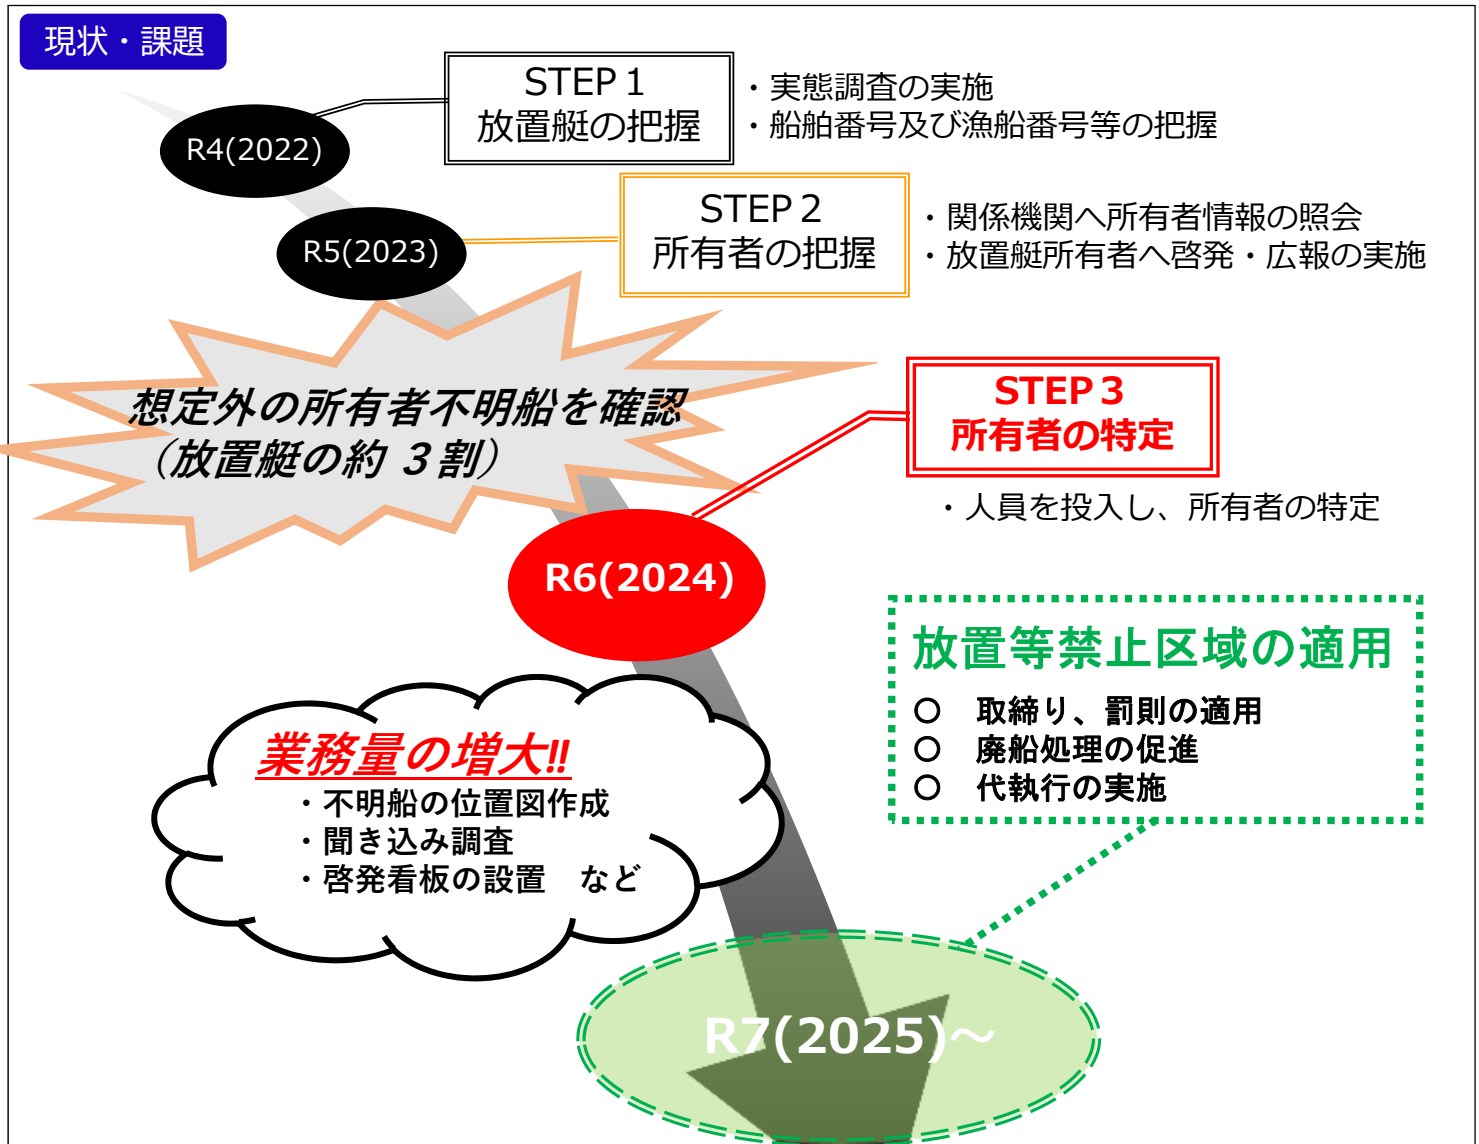 現状・課題
STEP 1
放置艇の把握
・実態調査の実施
・船舶番号及び漁船番号等の把握
R4(2022)
STEP 2
所有者の把握
・関係機関へ所有者情報の照会
・放置艇所有者へ啓発・広報の実施
R5(2023)
想定外の所有者不明船を確認
（放置艇の約 3 割）
STEP 3
所有者の特定
・人員を投入し、所有者の特定
R6(2024)
放置等禁止区域の適用
○ 取締り、罰則の適用
○ 廃船処理の促進
○ 代執行の実施
業務量の増大!!
・不明船の位置図作成
・聞き込み調査
・啓発看板の設置 など
R7(2025)～